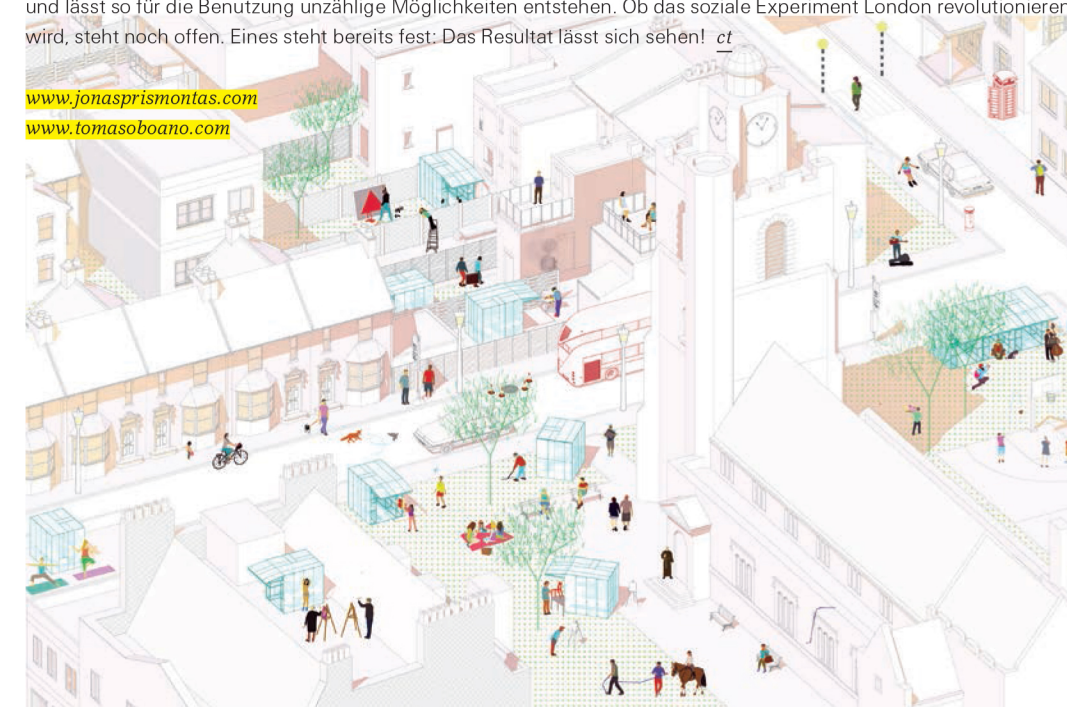 und lässt so für die Benutzung unzählige Möglichkeiten entstehen. Ob das soziale Experiment London revolutionieren
wird, steht noch offen. Eines steht bereits fest: Das Resultat lässt sich sehen! ct
www.jonasprismontas.com
www.tomasoboano.com